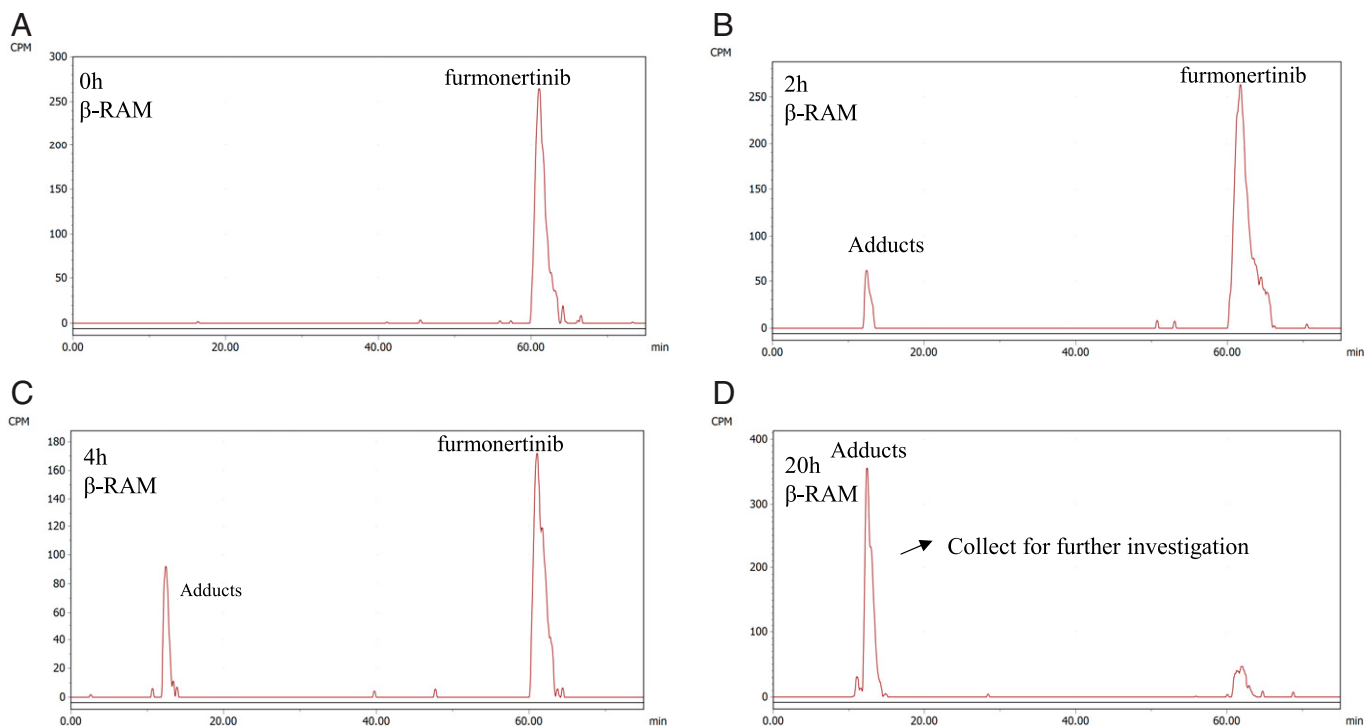 A
CPM
0h
β-RAM
furmonertinib
300
250
200
150
100
50
0
0.00 20.00 40.00 60.00 min
B
CPM
2h
β-RAM
furmonertinib
Adducts
250
200
150
100
50
0
0.00 20.00 40.00 60.00 min
C
CPM
4h
β-RAM
furmonertinib
Adducts
180
160
140
120
100
80
60
40
20
0
0.00 20.00 40.00 60.00 min
D
CPM
20h
β-RAM
Adducts
Collect for further investigation
400
300
200
100
0
0.00 20.00 40.00 60.00 min